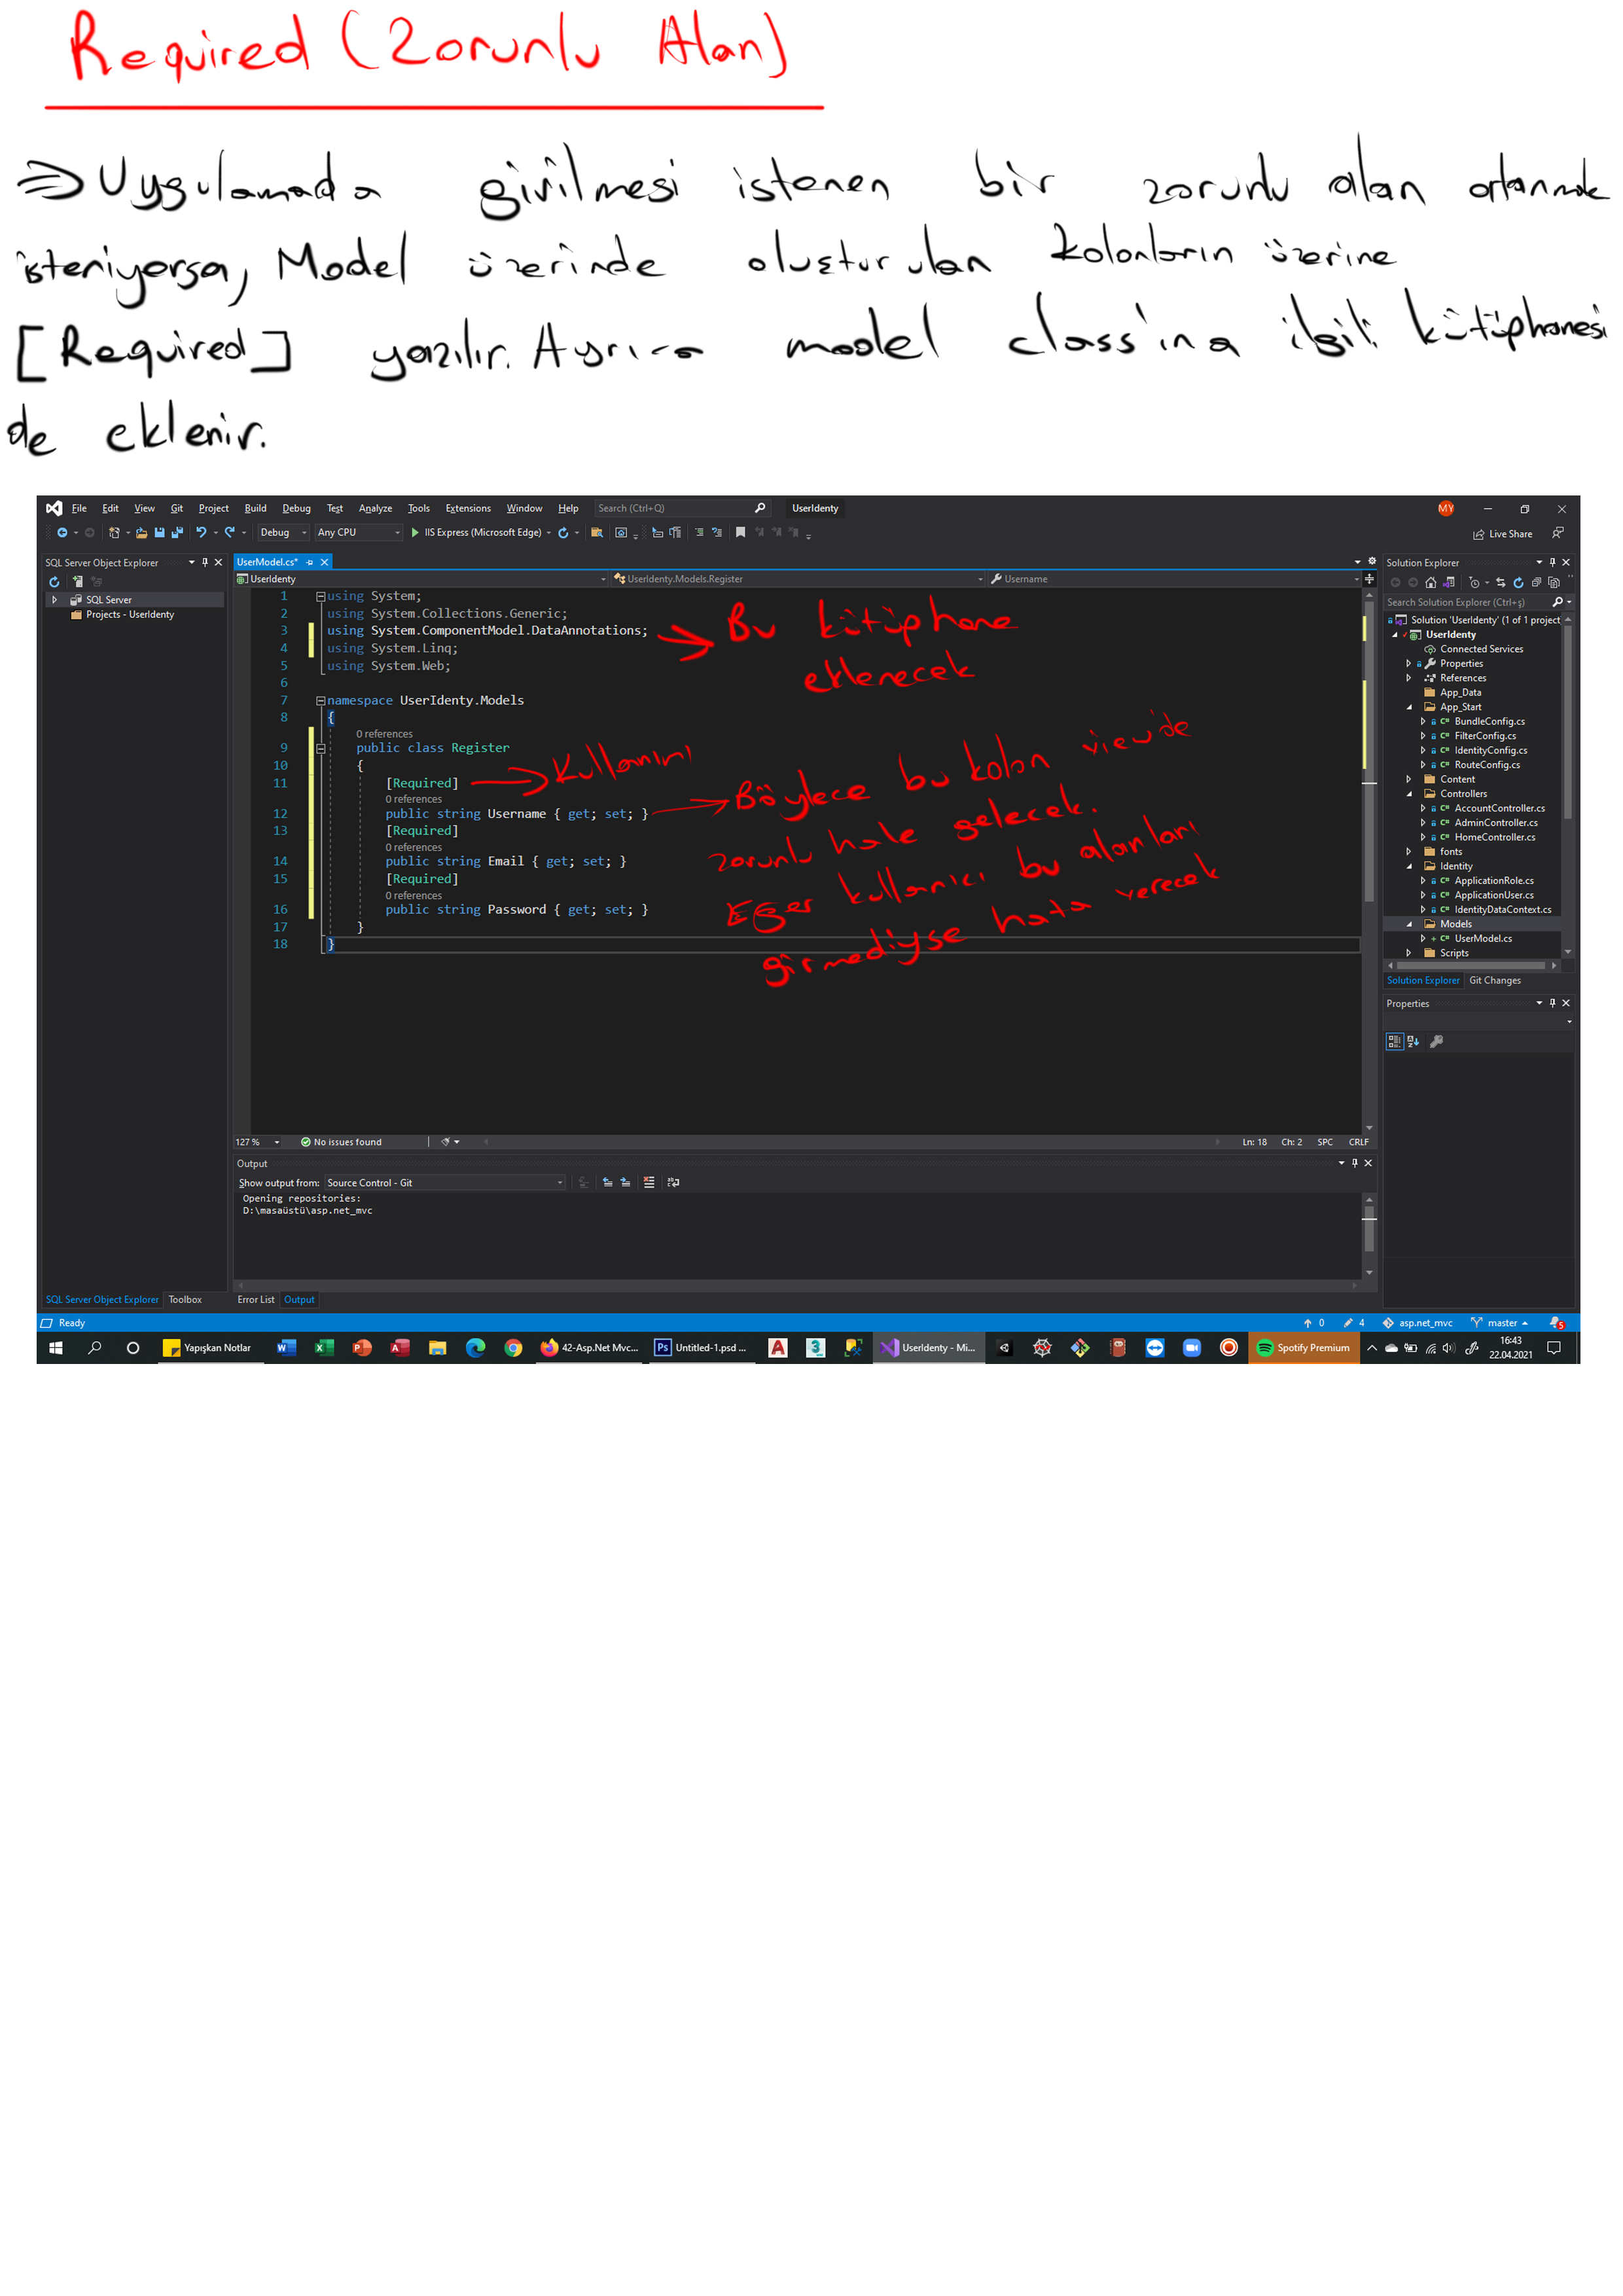 Required (Zorunlu Alan)
⇒ Uygulamada girilmesi istenen bir zorunlu alan
isteniyorsa, Model üzerinde oluşturulan kolonların üzerine
[Required] yazılır. Ayrıca model class'ına ilgili kütüphanesi
de eklenir.
File Edit View Git Project Build Debug Test Analyze Tools Extensions Window Help Search (Ctrl+Q) UserIdenty MY
Debug Any CPU IIS Express (Microsoft Edge) Live Share
SQL Server Object Explorer
SQL Server
Projects - UserIdenty
UserModel.cs*
UserIdenty UserIdenty.Models.Register Username
1 using System;
2 using System.Collections.Generic;
3 using System.ComponentModel.DataAnnotations;
4 using System.Linq;
5 using System.Web;
6
7 namespace UserIdenty.Models
8 {
0 references
9 public class Register
10 {
11 [Required]
0 references
12 public string Username { get; set; }
13 [Required]
0 references
14 public string Email { get; set; }
15 [Required]
0 references
16 public string Password { get; set; }
17 }
18 }
→ Bu kütüphane
eklenecek
→ Kullanımı
→ Böylece bu kolon view'de
zorunlu hale gelecek.
Eğer kullanıcı bu alanları
girmediyse hata verecek
127 % No issues found Ln: 18 Ch: 2 SPC CRLF
Output
Show output from: Source Control - Git
Opening repositories:
D:\masaüstü\asp.net_mvc
SQL Server Object Explorer Toolbox
Error List Output
Solution Explorer
Search Solution Explorer (Ctrl+ş)
Solution 'UserIdenty' (1 of 1 project
UserIdenty
Connected Services
Properties
References
App_Data
App_Start
C# BundleConfig.cs
C# FilterConfig.cs
C# IdentityConfig.cs
C# RouteConfig.cs
Content
Controllers
C# AccountController.cs
C# AdminController.cs
C# HomeController.cs
fonts
Identity
C# ApplicationRole.cs
C# ApplicationUser.cs
C# IdentityDataContext.cs
Models
C# UserModel.cs
Scripts
Solution Explorer Git Changes
Properties
Ready 0 4 asp.net_mvc master 5
Yapışkan Notlar 42-Asp.Net Mvc... Untitled-1.psd ... UserIdenty - Mi... Spotify Premium 16:43
22.04.2021